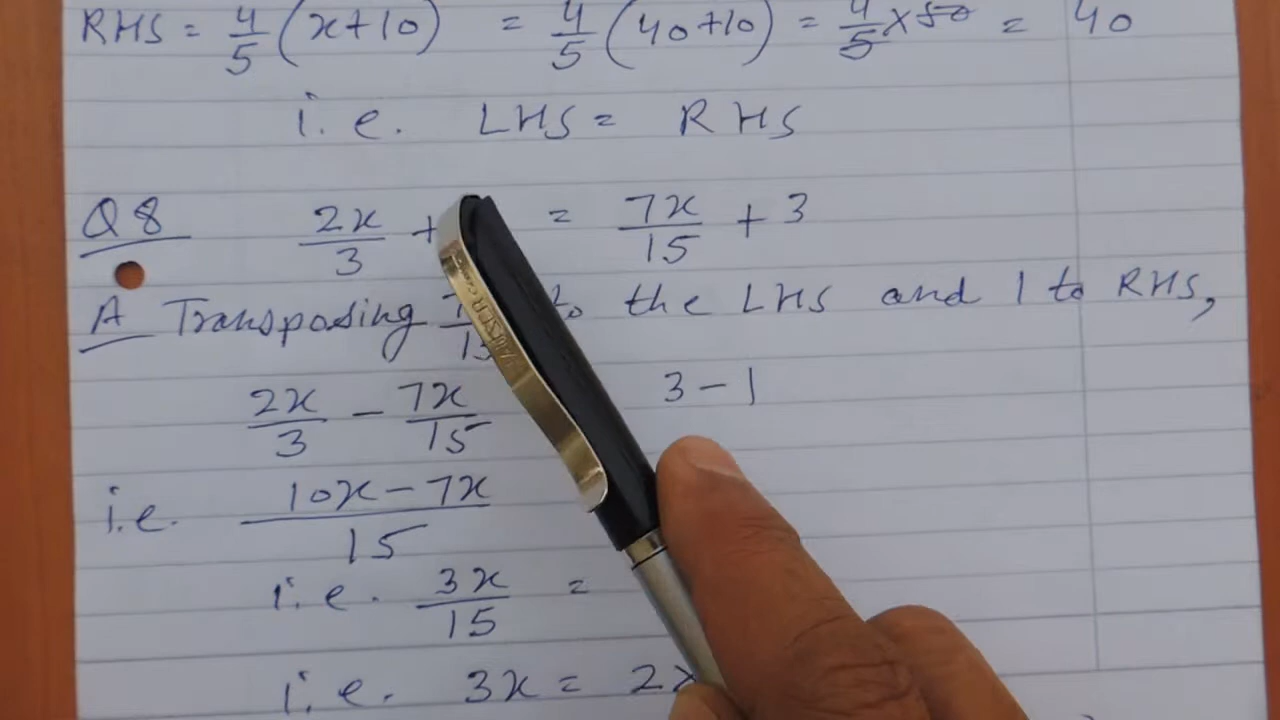 RHS = 4/5 (x+10) = 4/5 (40+10) = 4/5 x 50 = 40
i.e. LHS = RHS
Q8 2x/3 + = 7x/15 + 3
A Transposing to the LHS and 1 to RHS,
2x/3 - 7x/15 3 - 1
i.e. 10x - 7x/15
i.e. 3x/15 =
i.e. 3x = 2x